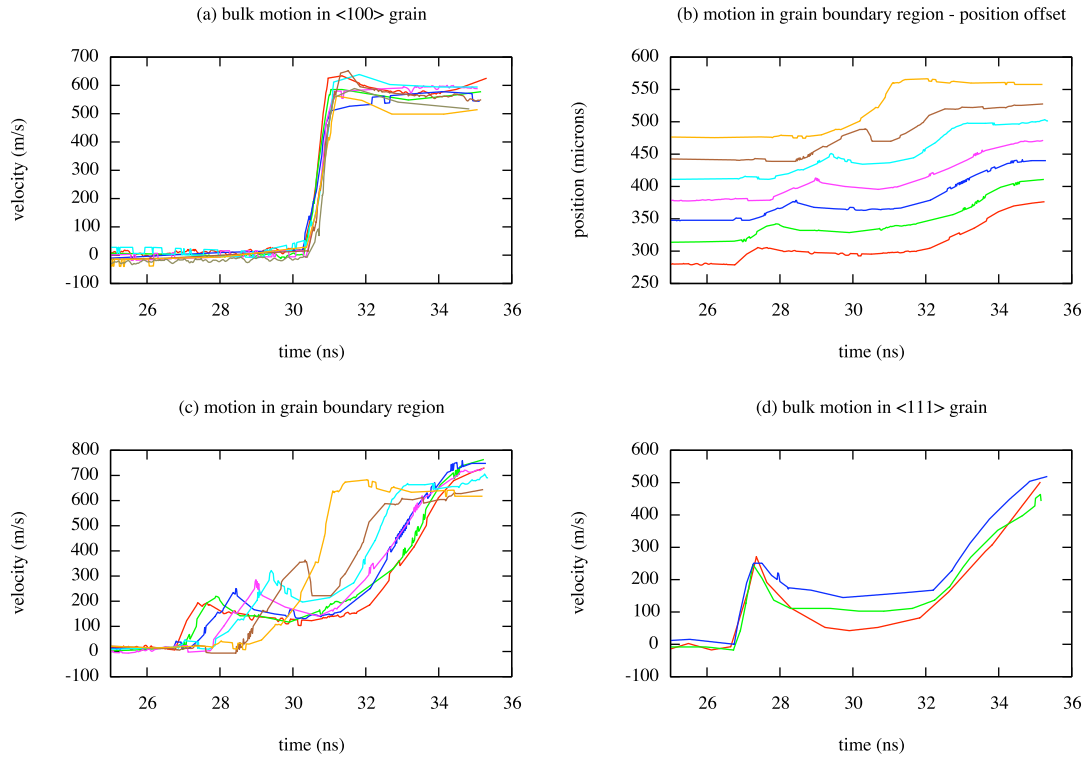 (a) bulk motion in <100> grain
700
600
500
400
300
200
100
0
-100
velocity (m/s)
26 28 30 32 34 36
time (ns)
(b) motion in grain boundary region - position offset
600
550
500
450
400
350
300
250
position (microns)
26 28 30 32 34 36
time (ns)
(c) motion in grain boundary region
800
700
600
500
400
300
200
100
0
-100
velocity (m/s)
26 28 30 32 34 36
time (ns)
(d) bulk motion in <111> grain
600
500
400
300
200
100
0
-100
velocity (m/s)
26 28 30 32 34 36
time (ns)